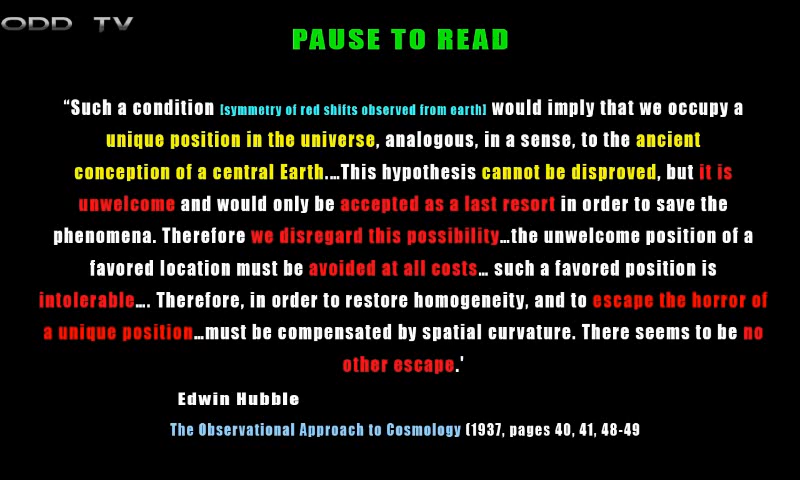 ODD TV
PAUSE TO READ
“Such a condition [symmetry of red shifts observed from earth] would imply that we occupy a
unique position in the universe, analogous, in a sense, to the ancient
conception of a central Earth.…This hypothesis cannot be disproved, but it is
unwelcome and would only be accepted as a last resort in order to save the
phenomena. Therefore we disregard this possibility…the unwelcome position of a
favored location must be avoided at all costs… such a favored position is
intolerable…. Therefore, in order to restore homogeneity, and to escape the horror of
a unique position…must be compensated by spatial curvature. There seems to be no
other escape.'
Edwin Hubble
The Observational Approach to Cosmology (1937, pages 40, 41, 48-49